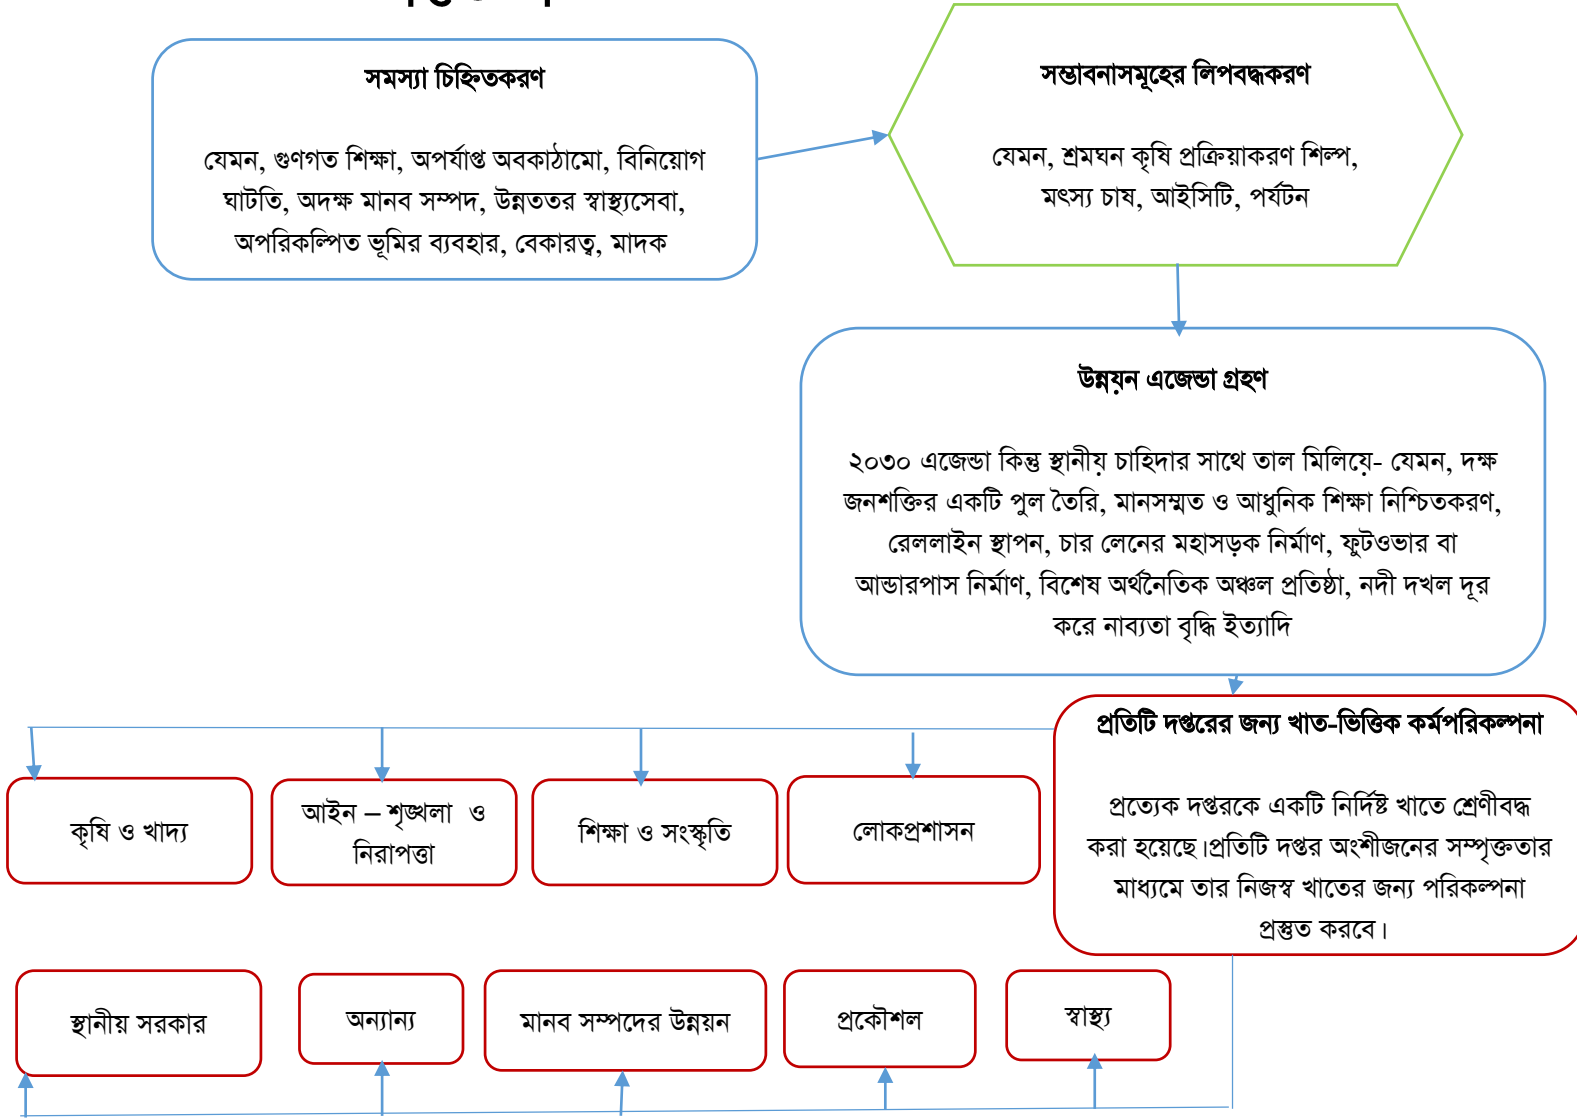 সমস্যা চিহ্নিতকরণ
যেমন, গুণগত শিক্ষা, অপর্যাপ্ত অবকাঠামো, বিনিয়োগ
ঘাটতি, অদক্ষ মানব সম্পদ, উন্নততর স্বাস্থ্যসেবা,
অপরিকল্পিত ভূমির ব্যবহার, বেকারত্ব, মাদক
সম্ভাবনাসমূহের লিপবদ্ধকরণ
যেমন, শ্রমঘন কৃষি প্রক্রিয়াকরণ শিল্প,
মৎস্য চাষ, আইসিটি, পর্যটন
উন্নয়ন এজেন্ডা গ্রহণ
২০৩০ এজেন্ডা কিন্তু স্থানীয় চাহিদার সাথে তাল মিলিয়ে- যেমন, দক্ষ
জনশক্তির একটি পুল তৈরি, মানসম্মত ও আধুনিক শিক্ষা নিশ্চিতকরণ,
রেললাইন স্থাপন, চার লেনের মহাসড়ক নির্মাণ, ফুটওভার বা
আন্ডারপাস নির্মাণ, বিশেষ অর্থনৈতিক অঞ্চল প্রতিষ্ঠা, নদী দখল দূর
করে নাব্যতা বৃদ্ধি ইত্যাদি
প্রতিটি দপ্তরের জন্য খাত-ভিত্তিক কর্মপরিকল্পনা
প্রত্যেক দপ্তরকে একটি নির্দিষ্ট খাতে শ্রেণীবদ্ধ
করা হয়েছে।প্রতিটি দপ্তর অংশীজনের সম্পৃক্ততার
মাধ্যমে তার নিজস্ব খাতের জন্য পরিকল্পনা
প্রস্তুত করবে।
কৃষি ও খাদ্য
আইন – শৃঙ্খলা ও
নিরাপত্তা
শিক্ষা ও সংস্কৃতি
লোকপ্রশাসন
স্থানীয় সরকার
অন্যান্য
মানব সম্পদের উন্নয়ন
প্রকৌশল
স্বাস্থ্য